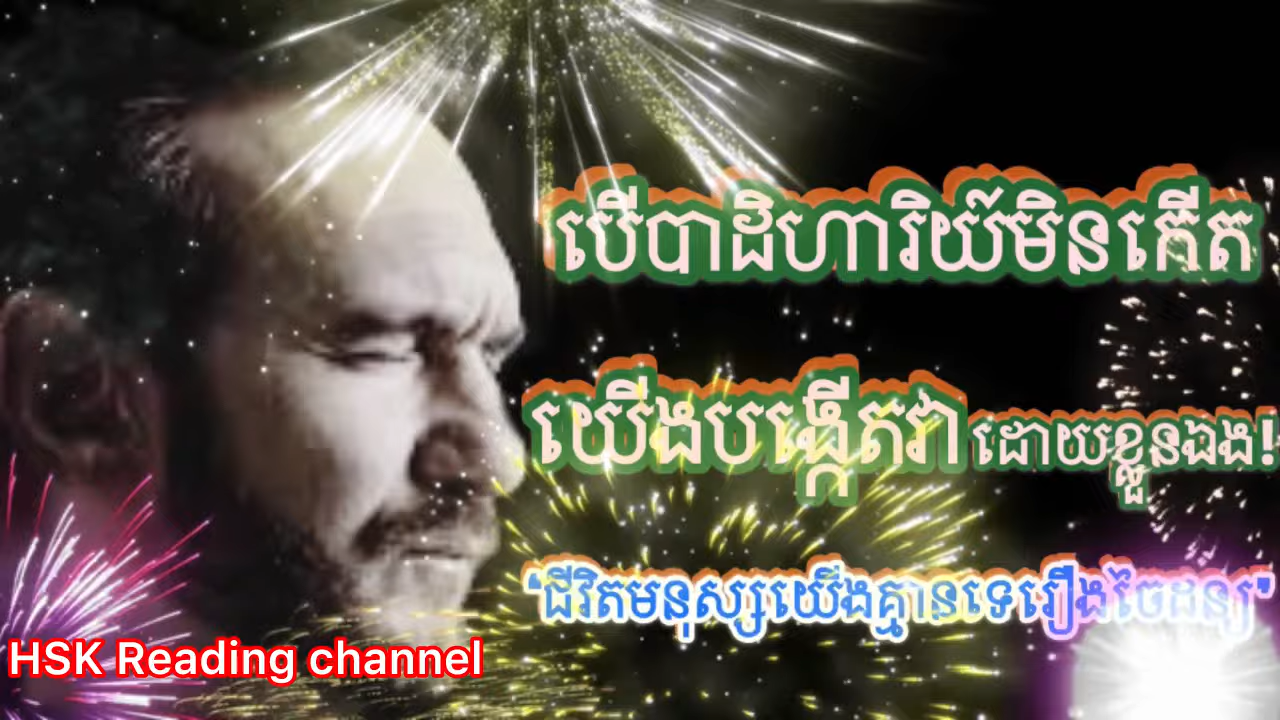 បើបាដិហារិយ៍មិនកើត
យើងបង្កើតវា ដោយខ្លួនឯង!
‘ជីវិតមនុស្សយើងគ្មានទេរឿងចៃដន្យ’
HSK Reading channel